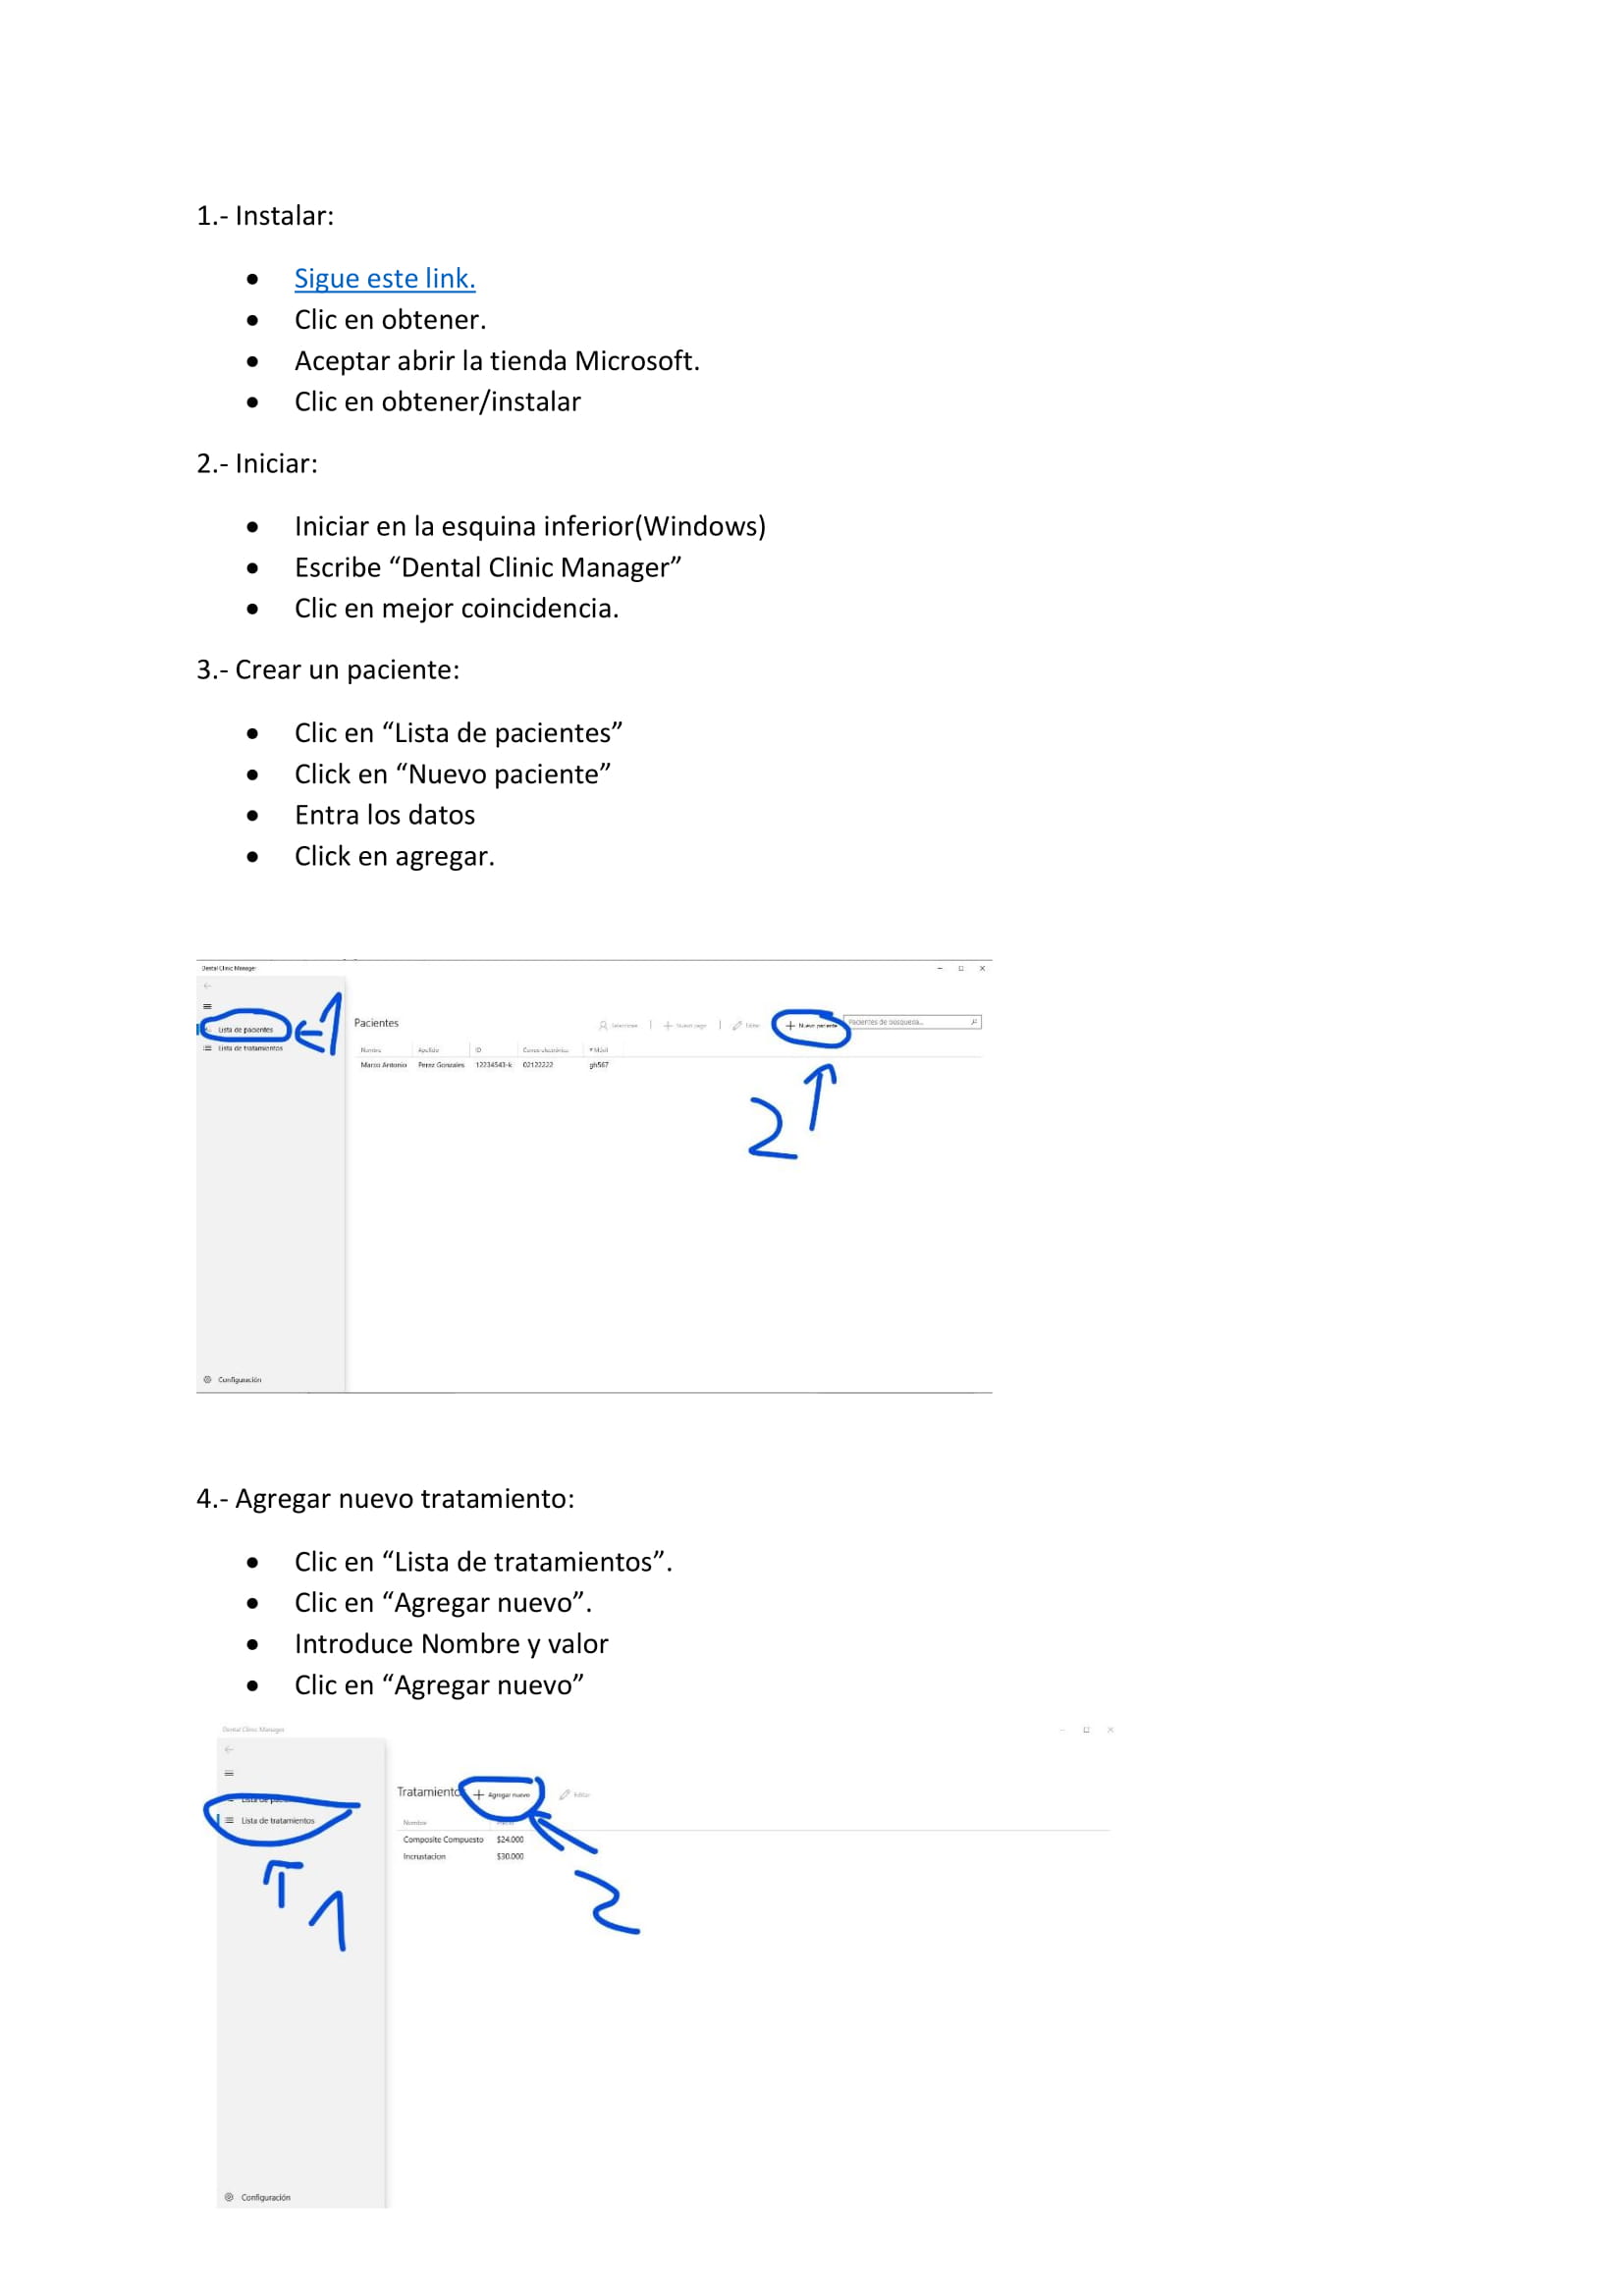 1.- Instalar:
• Sigue este link.
• Clic en obtener.
• Aceptar abrir la tienda Microsoft.
• Clic en obtener/instalar
2.- Iniciar:
• Iniciar en la esquina inferior(Windows)
• Escribe “Dental Clinic Manager”
• Clic en mejor coincidencia.
3.- Crear un paciente:
• Clic en “Lista de pacientes”
• Click en “Nuevo paciente”
• Entra los datos
• Click en agregar.
Dental Clinic Manager
Lista de pacientes
1
Pacientes
Seleccionar
Nuevo pago
Editar
Nuevo paciente
Pacientes de búsqueda...
Lista de tratamientos
Nombre Apellido ID Correo electrónico # Móvil
Marco Antonio Perez Gonzales 12234543-k 02122222 gh567
2
Configuración
4.- Agregar nuevo tratamiento:
• Clic en “Lista de tratamientos”.
• Clic en “Agregar nuevo”.
• Introduce Nombre y valor
• Clic en “Agregar nuevo”
Dental Clinic Manager
Tratamiento
Agregar nuevo
Editar
Lista de
Lista de tratamientos
Nombre
Composite Compuesto $24.000
Incrustacion $30.000
1
2
Configuración